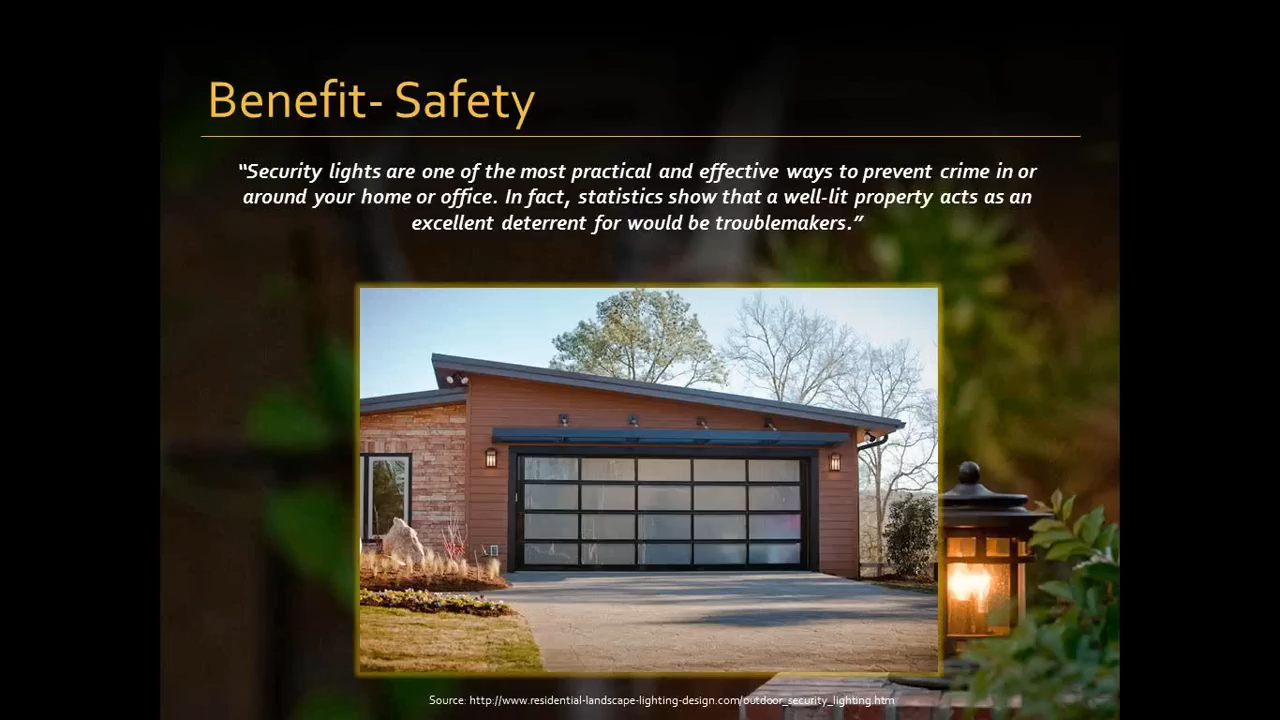 Benefit- Safety
“Security lights are one of the most practical and effective ways to prevent crime in or
around your home or office. In fact, statistics show that a well-lit property acts as an
excellent deterrent for would be troublemakers.”
Source: http://www.residential-landscape-lighting-design.com/outdoor_security_lighting.htm